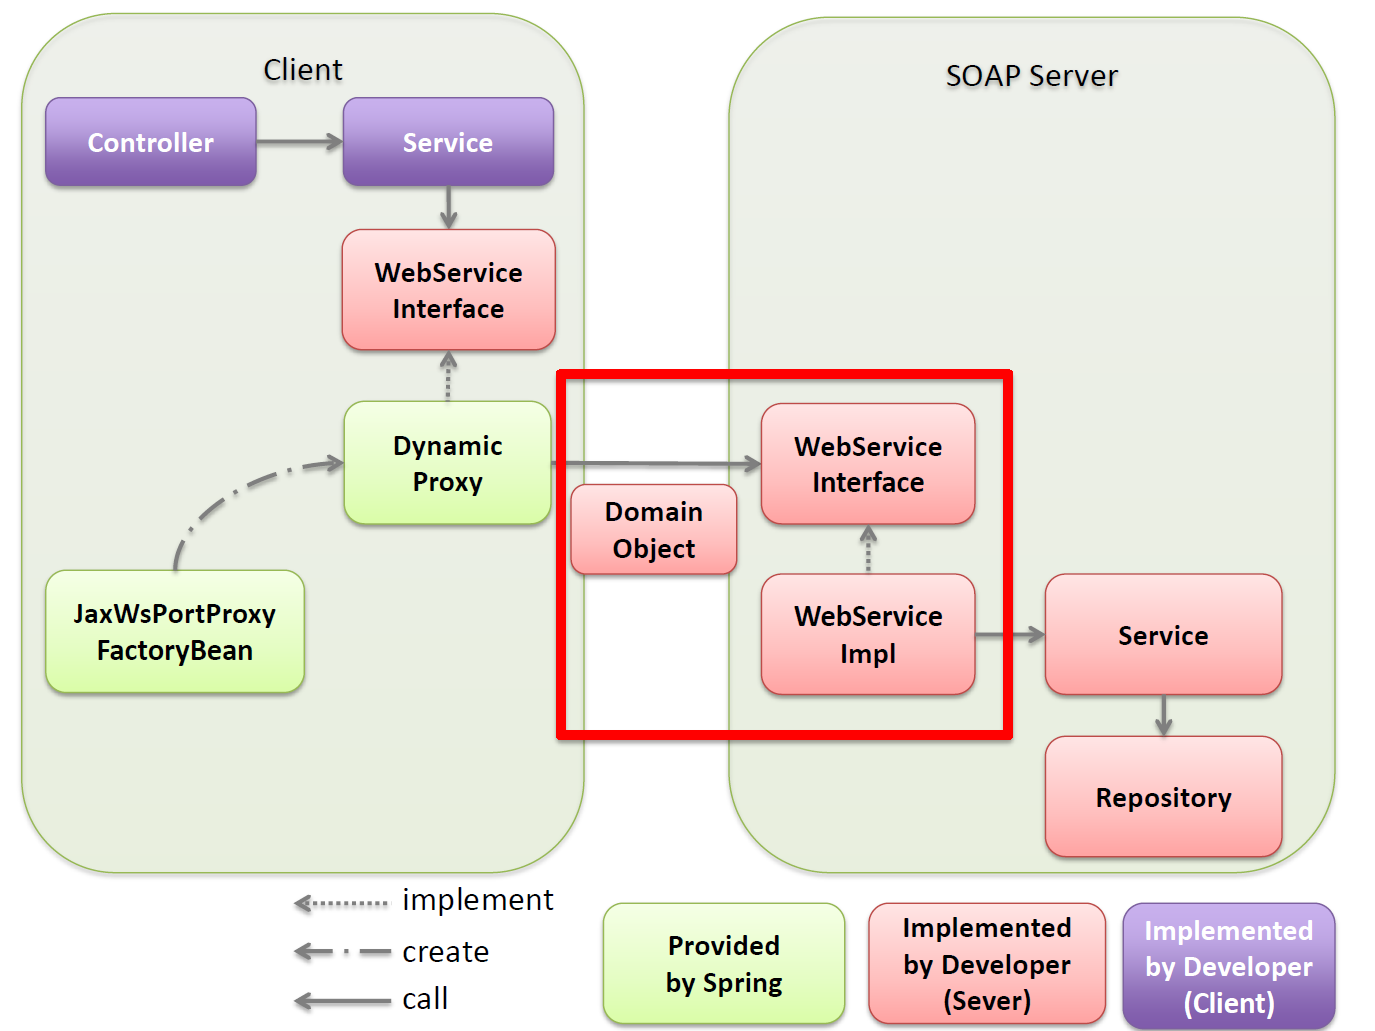 Client
SOAP Server
Controller
Service
WebService
Interface
Dynamic
Proxy
WebService
Interface
Domain
Object
JaxWsPortProxy
FactoryBean
WebService
Impl
Service
Repository
implement
create
call
Provided
by Spring
Implemented
by Developer
(Sever)
Implemented
by Developer
(Client)